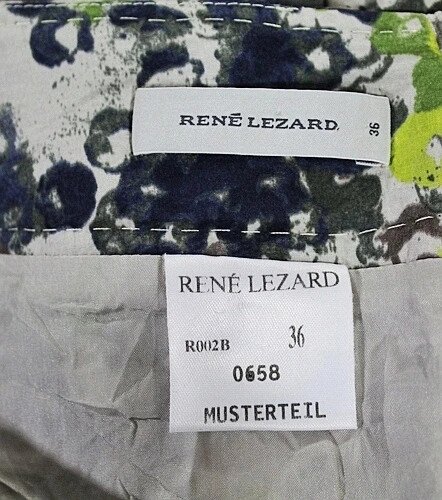 RENÉ LEZARD
36
RENÉ LEZARD
R002B 36
0658
MUSTERTEIL